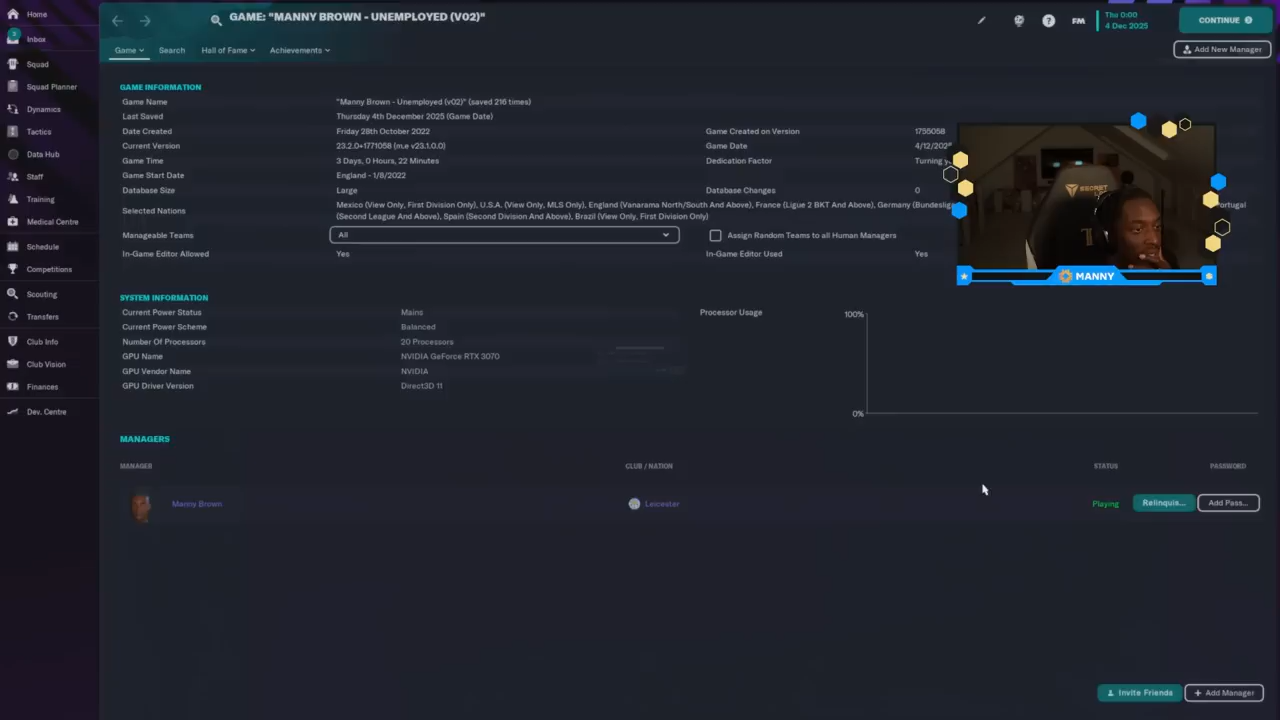 Home
GAME: "MANNY BROWN - UNEMPLOYED (V02)"
FM
Thu 0:00
4 Dec 2025
CONTINUE
3
Inbox
Game
Search
Hall of Fame
Achievements
Add New Manager
Squad
Squad Planner
Dynamics
Tactics
Data Hub
Staff
Training
Medical Centre
Schedule
Competitions
Scouting
Transfers
Club Info
Club Vision
Finances
Dev. Centre
GAME INFORMATION
Game Name "Manny Brown - Unemployed (v02)" (saved 216 times)
Last Saved Thursday 4th December 2025 (Game Date)
Date Created Friday 28th October 2022 Game Created on Version 1755058
Current Version 23.2.0+1771058 (m.e v23.1.0.0) Game Date 4/12/202
Game Time 3 Days, 0 Hours, 22 Minutes Dedication Factor Turning y
Game Start Date England - 1/8/2022
Database Size Large Database Changes 0
Selected Nations Mexico (View Only, First Division Only), U.S.A. (View Only, MLS Only), England (Vanarama North/South And Above), France (Ligue 2 BKT And Above), Germany (Bundeslig Portugal
(Second League And Above), Spain (Second Division And Above), Brazil (View Only, First Division Only)
Manageable Teams All Assign Random Teams to all Human Managers
In-Game Editor Allowed Yes In-Game Editor Used Yes
SECRET
MANNY
SYSTEM INFORMATION
Current Power Status Mains Processor Usage 100%
Current Power Scheme Balanced
Number Of Processors 20 Processors
GPU Name NVIDIA GeForce RTX 3070
GPU Vendor Name NVIDIA
GPU Driver Version Direct3D 11
0%
MANAGERS
MANAGER CLUB / NATION STATUS PASSWORD
Manny Brown Leicester Playing Relinquis... Add Pass...
Invite Friends Add Manager